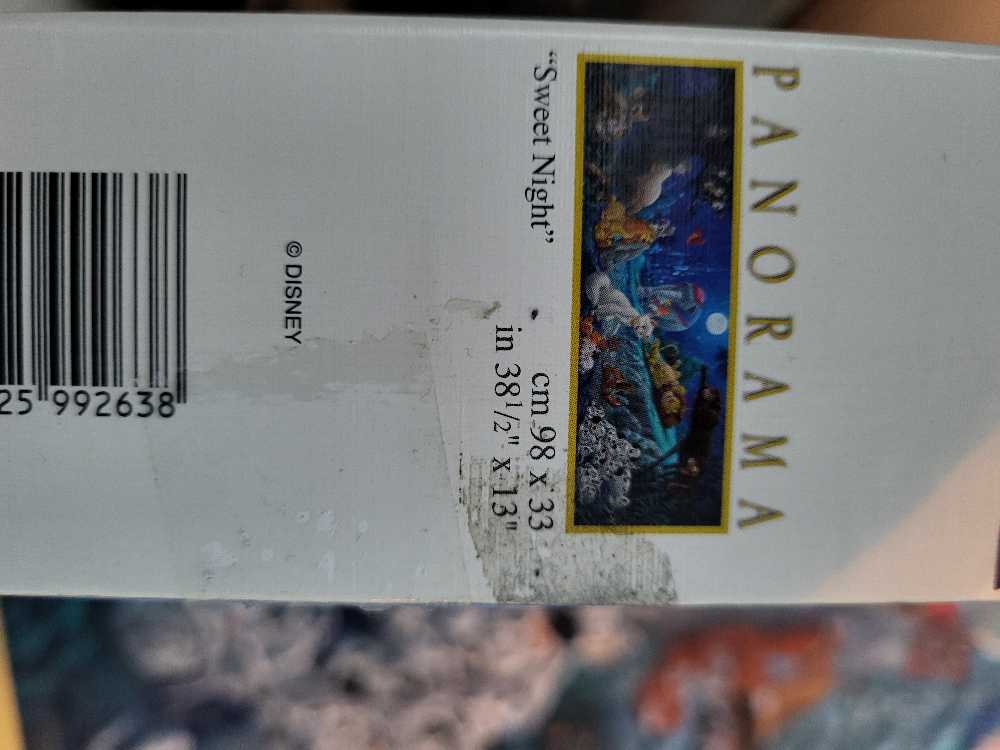 PANORAMA
“Sweet Night”
cm 98 x 33
in 38 1/2" x 13"
© DISNEY
25 992638